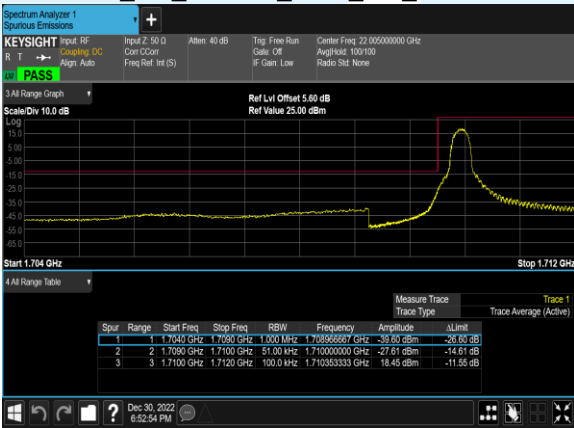 Spectrum Analyzer 1
Spurious Emissions
KEYSIGHT Input: RF Input Z: 50 Ω Atten: 40 dB Trig: Free Run Center Freq: 22.005000000 GHz
R T Coupling: DC Corr CCorr Gate: Off Avg|Hold: 100/100
Align: Auto Freq Ref: Int (S) IF Gain: Low Radio Std: None
PASS
3 All Range Graph
Ref Lvl Offset 5.60 dB
Scale/Div 10.0 dB Ref Value 25.00 dBm
Log
15.0
5.00
-5.00
-15.0
-25.0
-35.0
-45.0
-55.0
-65.0
Start 1.704 GHz Stop 1.712 GHz
4 All Range Table
Measure Trace Trace 1
Trace Type Trace Average (Active)
Spur Range Start Freq Stop Freq RBW Frequency Amplitude ΔLimit
1 1 1.7040 GHz 1.7090 GHz 1.000 MHz 1.708966667 GHz -39.60 dBm -26.60 dB
2 2 1.7090 GHz 1.7100 GHz 51.00 kHz 1.710000000 GHz -27.61 dBm -14.61 dB
3 3 1.7100 GHz 1.7120 GHz 100.0 kHz 1.710353333 GHz 18.45 dBm -11.55 dB
? Dec 30, 2022
6:52:54 PM